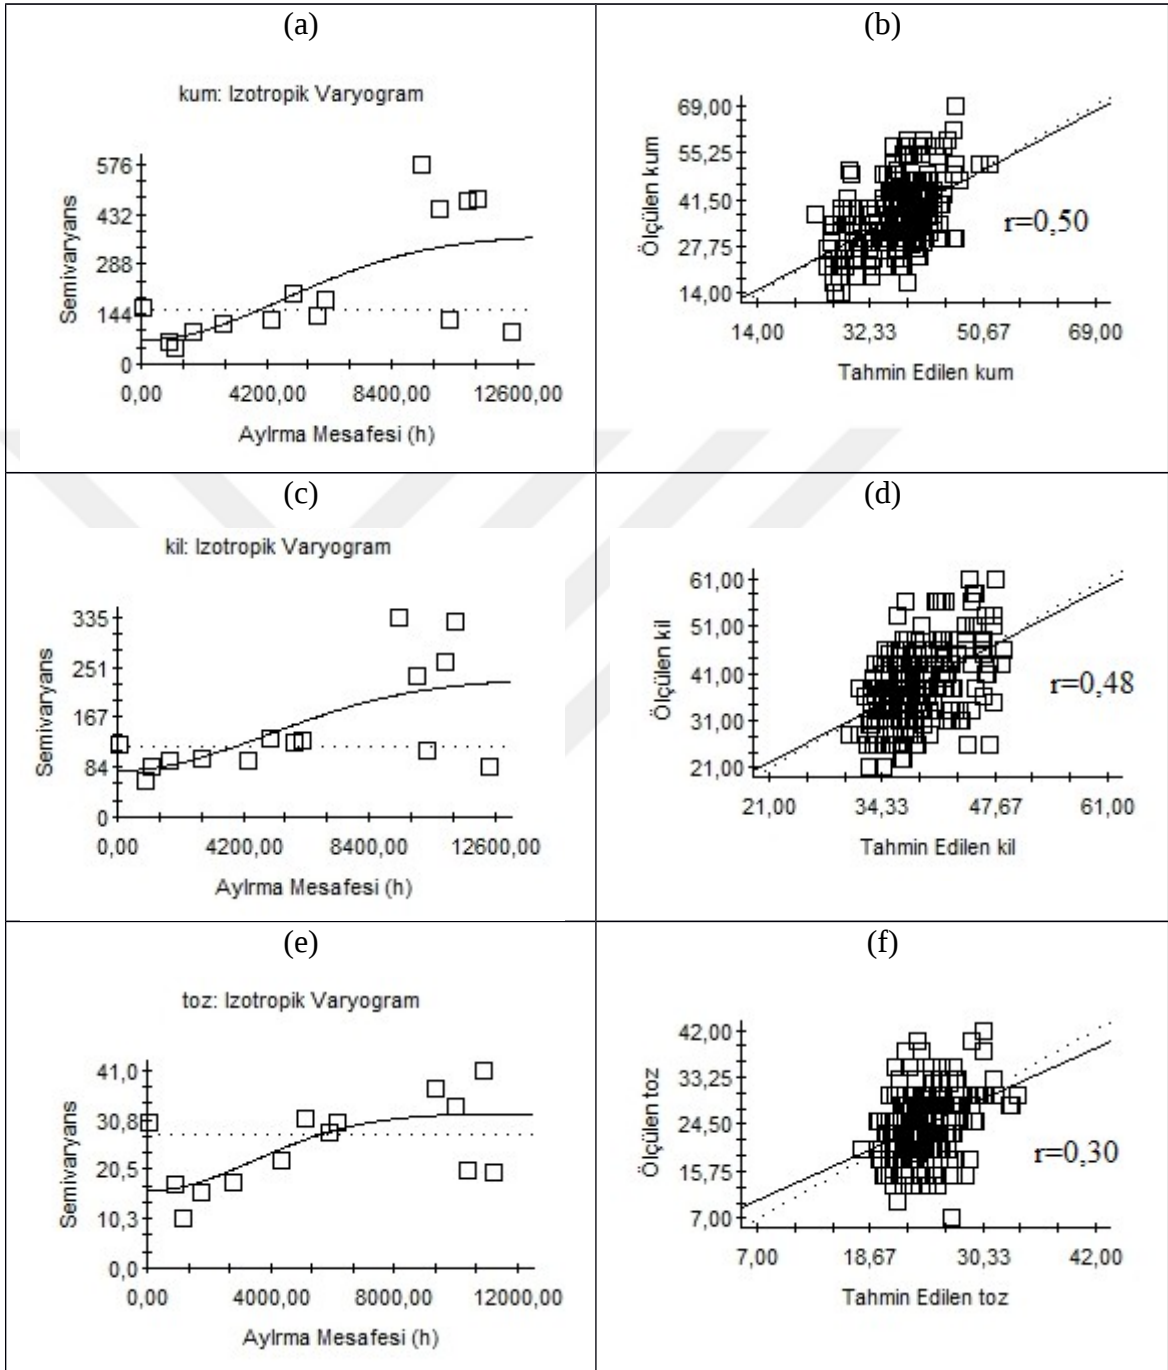 (a)
kum: Izotropik Varyogram
576
432
288
144
0
Semivaryans
0,00 4200,00 8400,00 12600,00
Aylrma Mesafesi (h)
(b)
69,00
55,25
41,50
27,75
14,00
Ölçülen kum
r=0,50
14,00 32,33 50,67 69,00
Tahmin Edilen kum
(c)
kil: Izotropik Varyogram
335
251
167
84
0
Semivaryans
0,00 4200,00 8400,00 12600,00
Aylrma Mesafesi (h)
(d)
61,00
51,00
41,00
31,00
21,00
Ölçülen kil
r=0,48
21,00 34,33 47,67 61,00
Tahmin Edilen kil
(e)
toz: Izotropik Varyogram
41,0
30,8
20,5
10,3
0,0
Semivaryans
0,00 4000,00 8000,00 12000,00
Aylrma Mesafesi (h)
(f)
42,00
33,25
24,50
15,75
7,00
Ölçülen toz
r=0,30
7,00 18,67 30,33 42,00
Tahmin Edilen toz